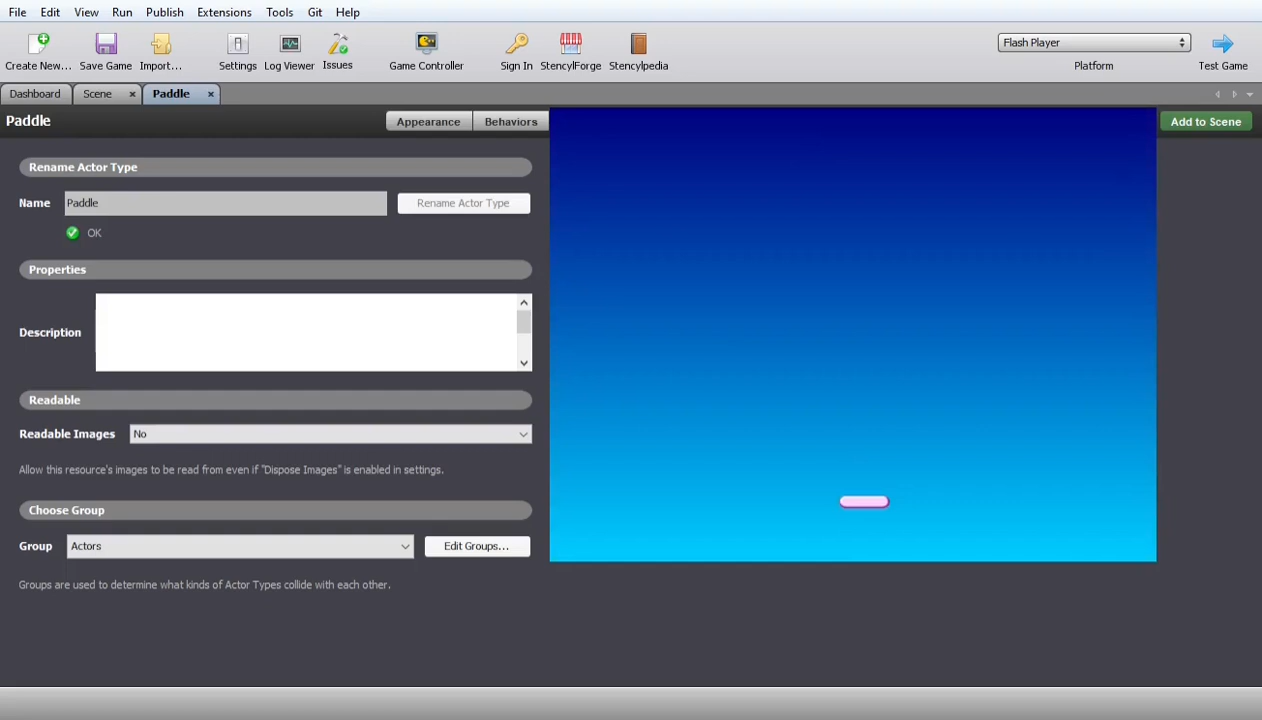 File Edit View Run Publish Extensions Tools Git Help
Create New... Save Game Import... Settings Log Viewer Issues Game Controller Sign In StencylForge Stencylpedia Flash Player Platform Test Game
Dashboard Scene Paddle
Paddle Appearance Behaviors Add to Scene
Rename Actor Type
Name Paddle Rename Actor Type
OK
Properties
Description
Readable
Readable Images No
Allow this resource's images to be read from even if "Dispose Images" is enabled in settings.
Choose Group
Group Actors Edit Groups...
Groups are used to determine what kinds of Actor Types collide with each other.